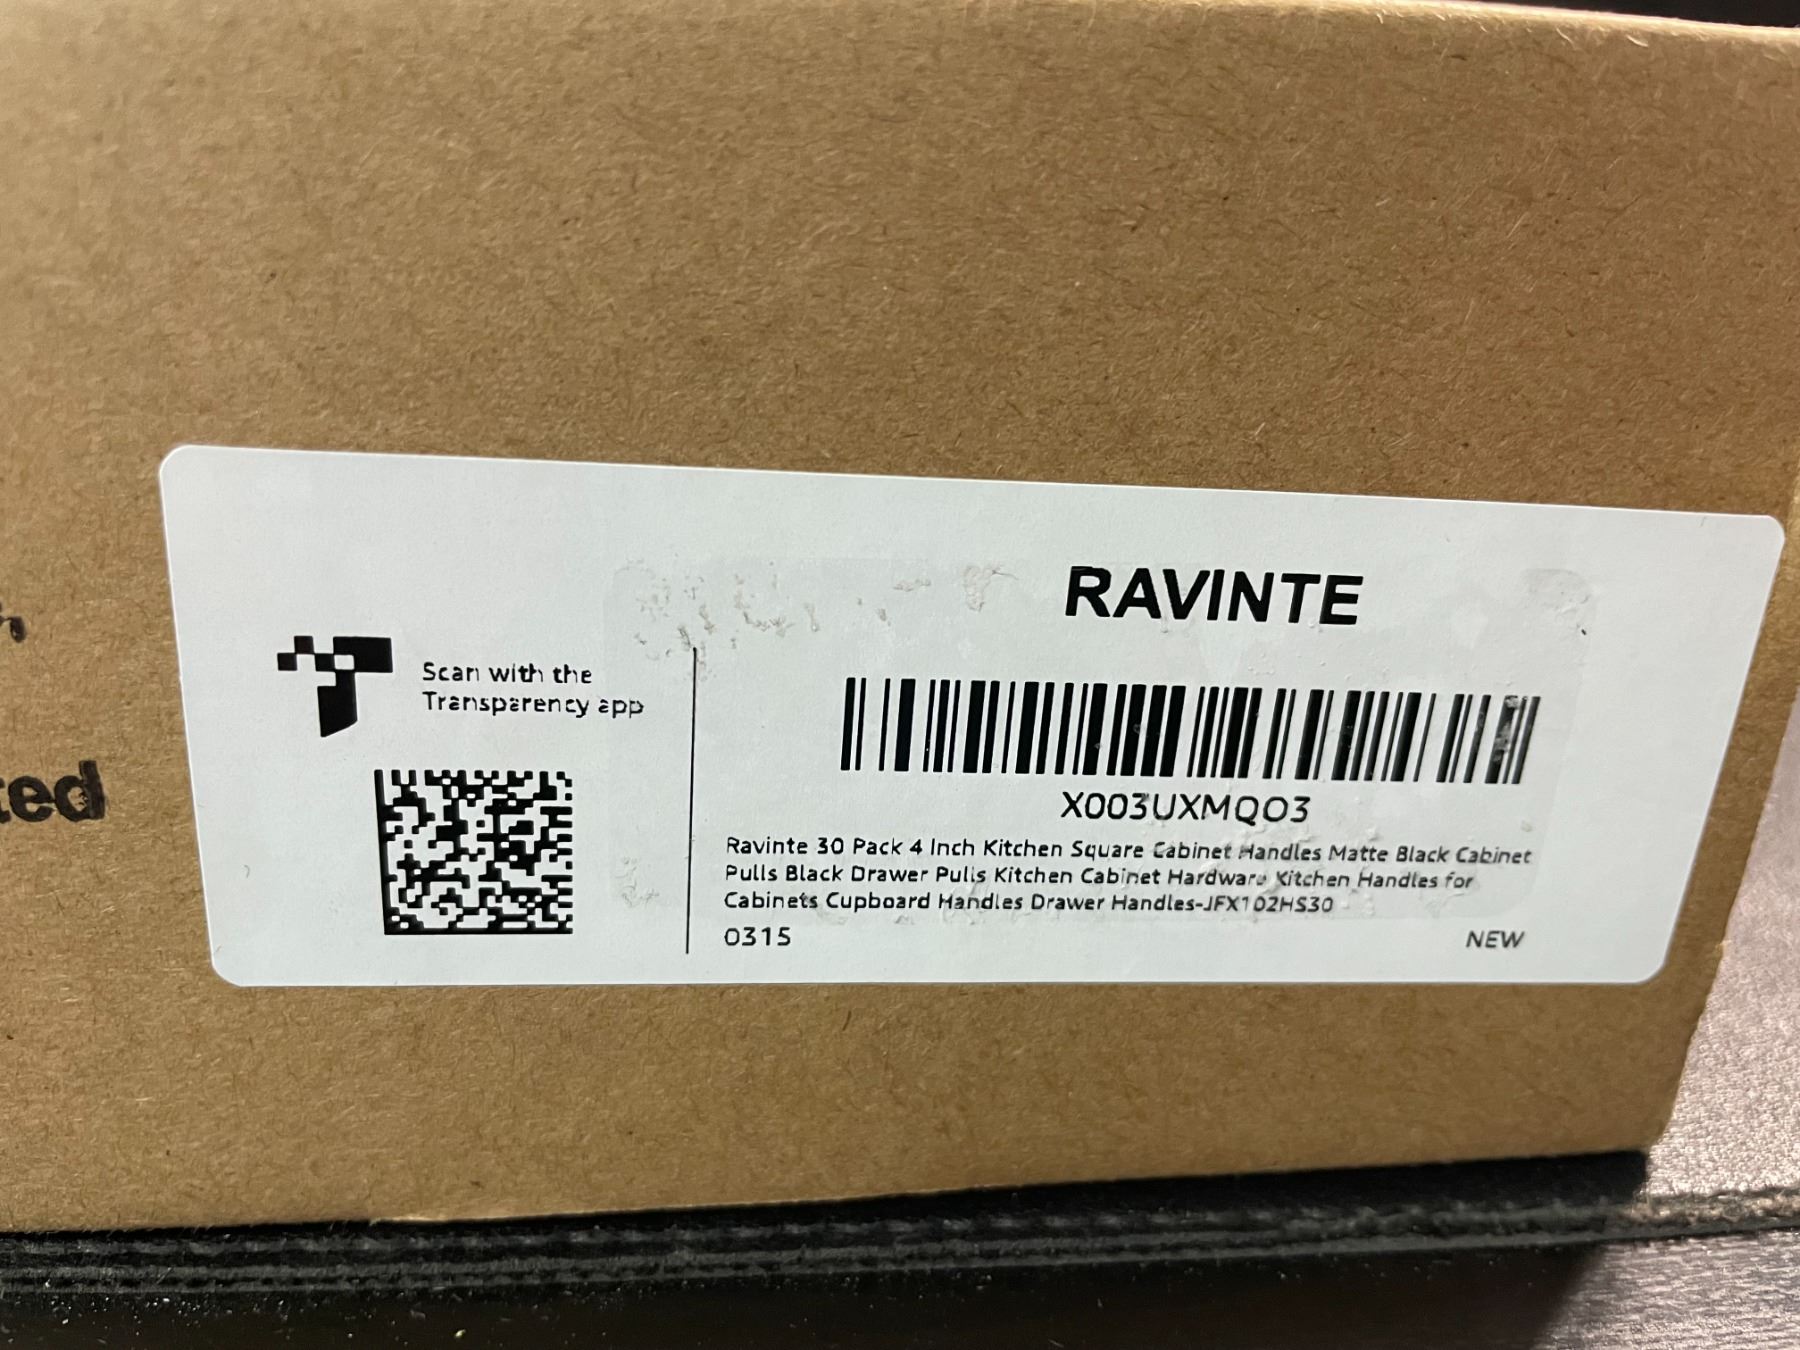 ted
Scan with the
Transparency app
RAVINTE
X003UXMQO3
Ravinte 30 Pack 4 Inch Kitchen Square Cabinet Handles Matte Black Cabinet
Pulls Black Drawer Pulls Kitchen Cabinet Hardware Kitchen Handles for
Cabinets Cupboard Handles Drawer Handles-JFX102HS30
0315
NEW